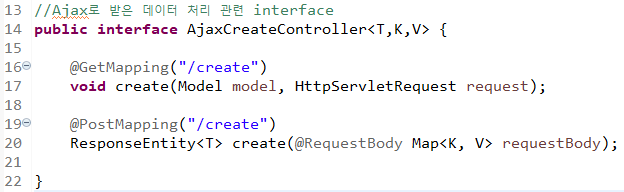 13 //Ajax로 받은 데이터 처리 관련 interface
14 public interface AjaxCreateController<T,K,V> {
15
16 @GetMapping("/create")
17 void create(Model model, HttpServletRequest request);
18
19 @PostMapping("/create")
20 ResponseEntity<T> create(@RequestBody Map<K, V> requestBody);
21
22 }